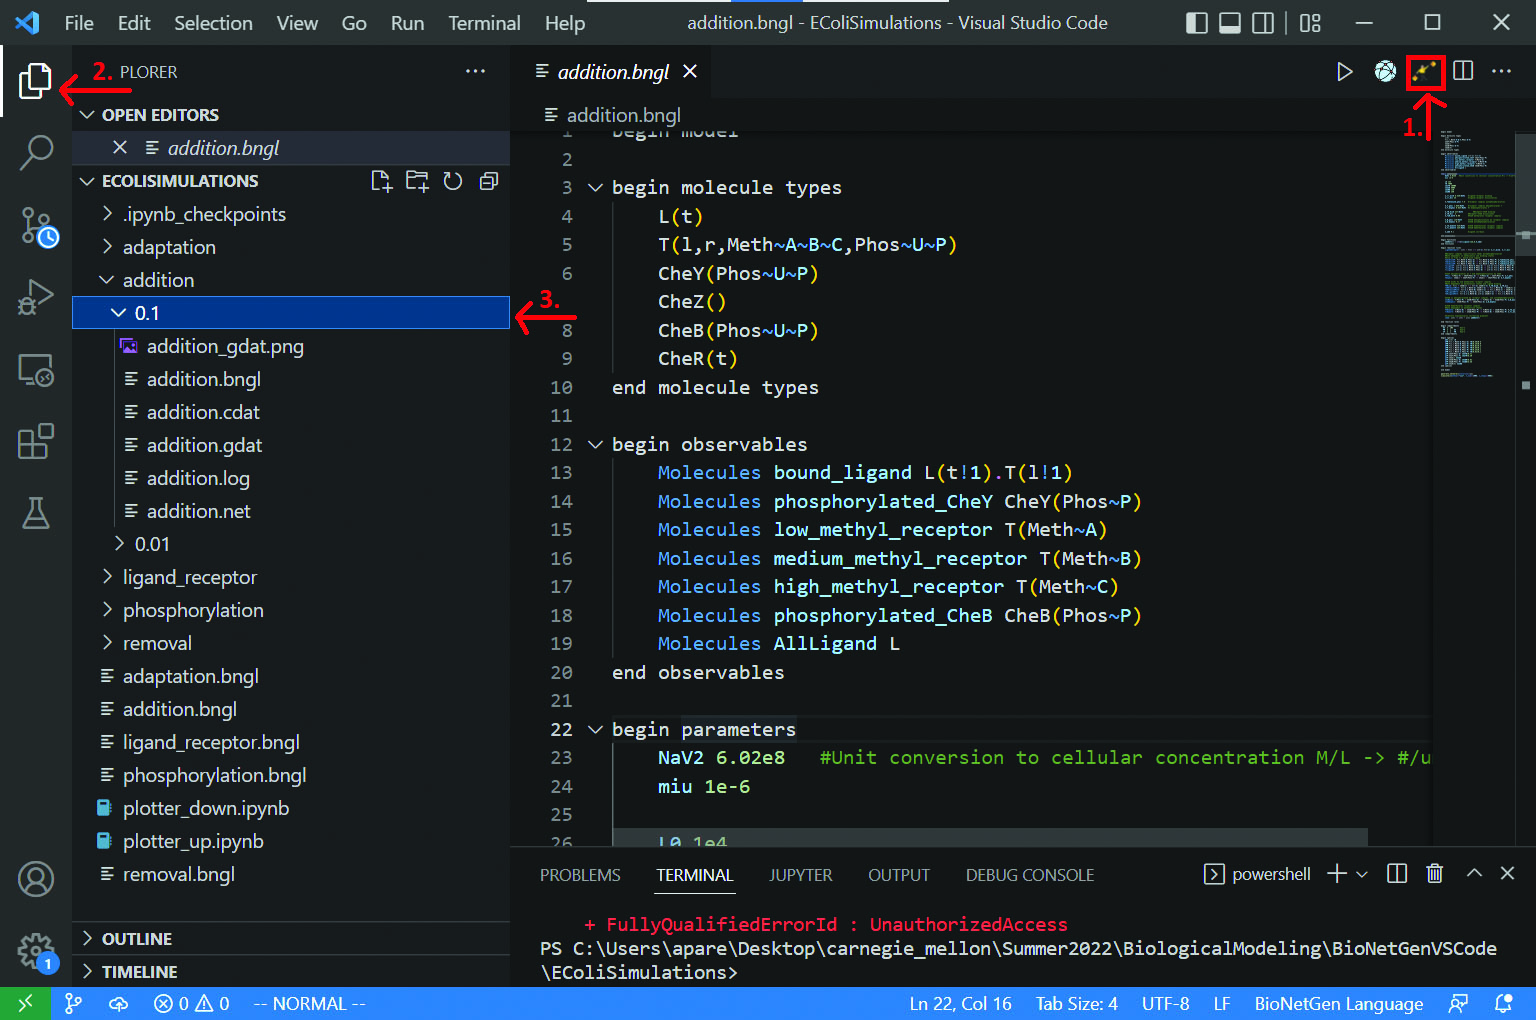 File Edit Selection View Go Run Terminal Help
addition.bngl - EColiSimulations - Visual Studio Code
2. PLORER
OPEN EDITORS
addition.bngl
ECOLISIMULATIONS
.ipynb_checkpoints
adaptation
addition
0.1
3.
addition_gdat.png
addition.bngl
addition.cdat
addition.gdat
addition.log
addition.net
0.01
ligand_receptor
phosphorylation
removal
adaptation.bngl
addition.bngl
ligand_receptor.bngl
phosphorylation.bngl
plotter_down.ipynb
plotter_up.ipynb
removal.bngl
OUTLINE
TIMELINE
1
addition.bngl
1.
addition.bngl
1 begin model
2
3 begin molecule types
4 L(t)
5 T(l,r,Meth~A~B~C,Phos~U~P)
6 CheY(Phos~U~P)
CheZ()
8 CheB(Phos~U~P)
9 CheR(t)
10 end molecule types
11
12 begin observables
13 Molecules bound_ligand L(t!1).T(l!1)
14 Molecules phosphorylated_CheY CheY(Phos~P)
15 Molecules low_methyl_receptor T(Meth~A)
16 Molecules medium_methyl_receptor T(Meth~B)
17 Molecules high_methyl_receptor T(Meth~C)
18 Molecules phosphorylated_CheB CheB(Phos~P)
19 Molecules AllLigand L
20 end observables
21
22 begin parameters
23 NaV2 6.02e8 #Unit conversion to cellular concentration M/L -> #/u
24 miu 1e-6
25
26 L0 1e4
PROBLEMS TERMINAL JUPYTER OUTPUT DEBUG CONSOLE powershell
+ FullyQualifiedErrorId : UnauthorizedAccess
PS C:\Users\apare\Desktop\carnegie_mellon\Summer2022\BiologicalModeling\BioNetGenVSCode
\EColiSimulations>
0 0 -- NORMAL -- Ln 22, Col 16 Tab Size: 4 UTF-8 LF BioNetGen Language